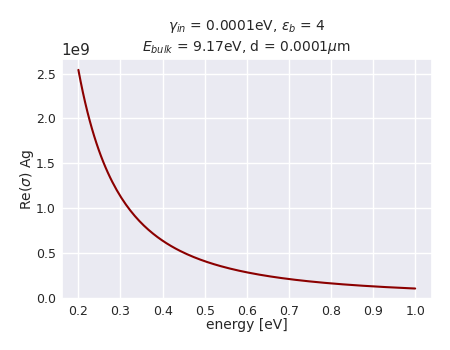 γin = 0.0001eV, εb = 4
Ebulk = 9.17eV, d = 0.0001μm
1e9
2.5
2.0
1.5
1.0
0.5
0.0
Re(σ) Ag
0.2 0.3 0.4 0.5 0.6 0.7 0.8 0.9 1.0
energy [eV]